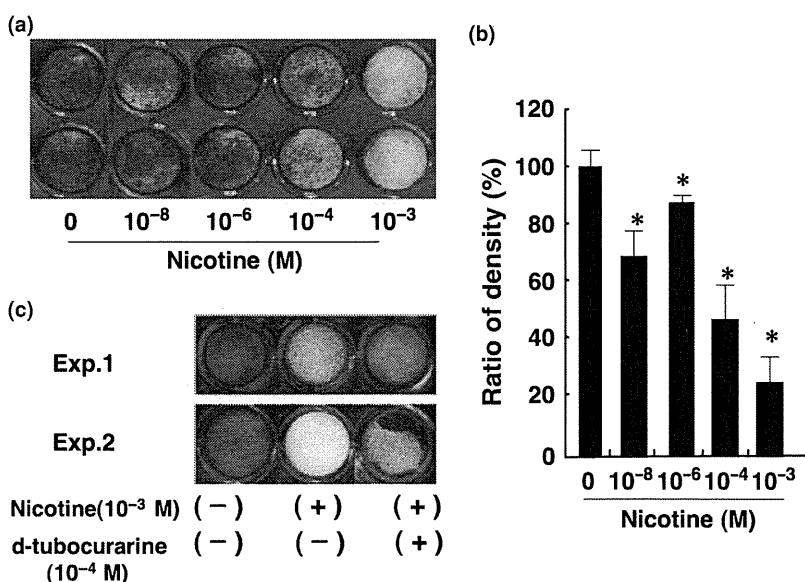 (a)
0 10⁻⁸ 10⁻⁶ 10⁻⁴ 10⁻³
Nicotine (M)
(b)
Ratio of density (%)
120
100
80
60
40
20
0
* * * *
0 10⁻⁸ 10⁻⁶ 10⁻⁴ 10⁻³
Nicotine (M)
(c)
Exp.1
Exp.2
Nicotine(10⁻³ M) (−) (+) (+)
d-tubocurarine (−) (−) (+)
(10⁻⁴ M)